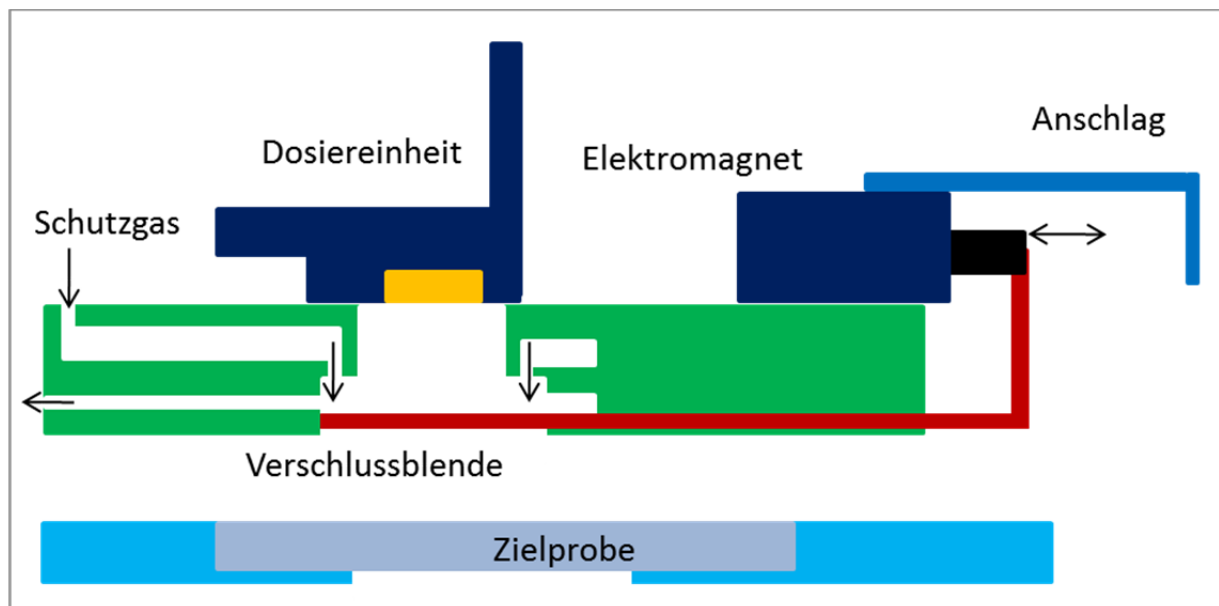 Anschlag
Dosiereinheit
Elektromagnet
Schutzgas
Verschlussblende
Zielprobe